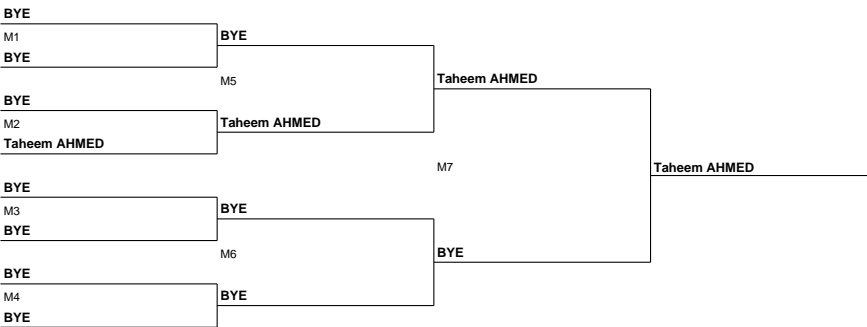 BYE
M1 BYE
BYE
M5 Taheem AHMED
BYE
M2 Taheem AHMED
Taheem AHMED
M7 Taheem AHMED
BYE
M3 BYE
BYE
M6 BYE
BYE
M4 BYE
BYE